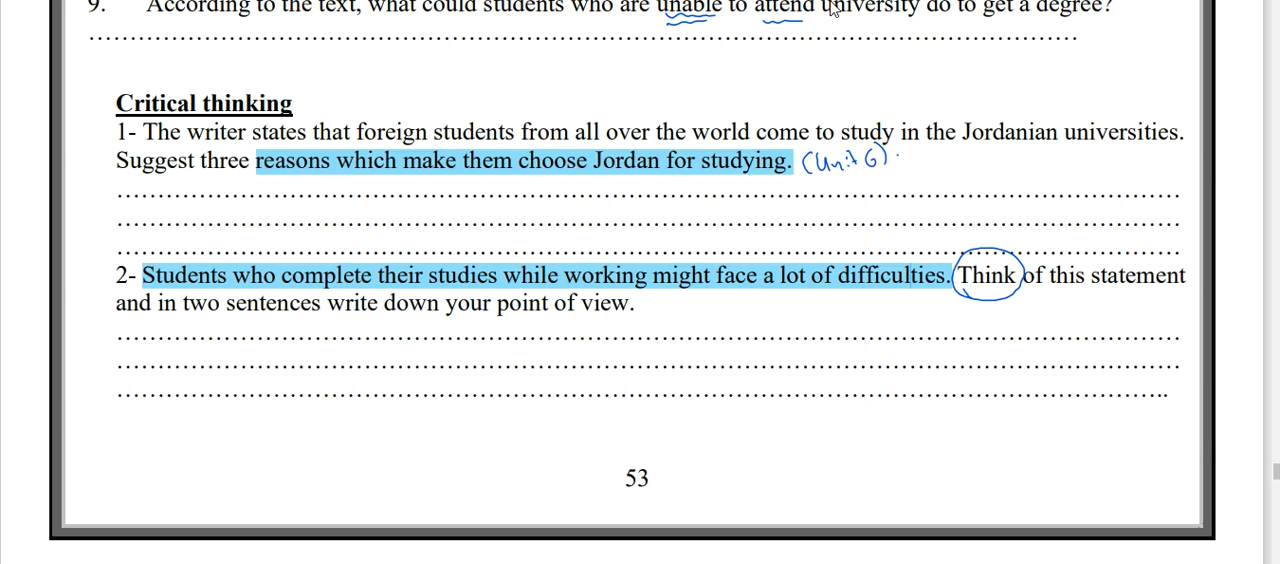 9. According to the text, what could students who are unable to attend university do to get a degree?
....................................................................................................
Critical thinking
1- The writer states that foreign students from all over the world come to study in the Jordanian universities.
Suggest three reasons which make them choose Jordan for studying. (Unit 6).
....................................................................................................
....................................................................................................
....................................................................................................
2- Students who complete their studies while working might face a lot of difficulties. Think of this statement
and in two sentences write down your point of view.
....................................................................................................
....................................................................................................
....................................................................................................
53